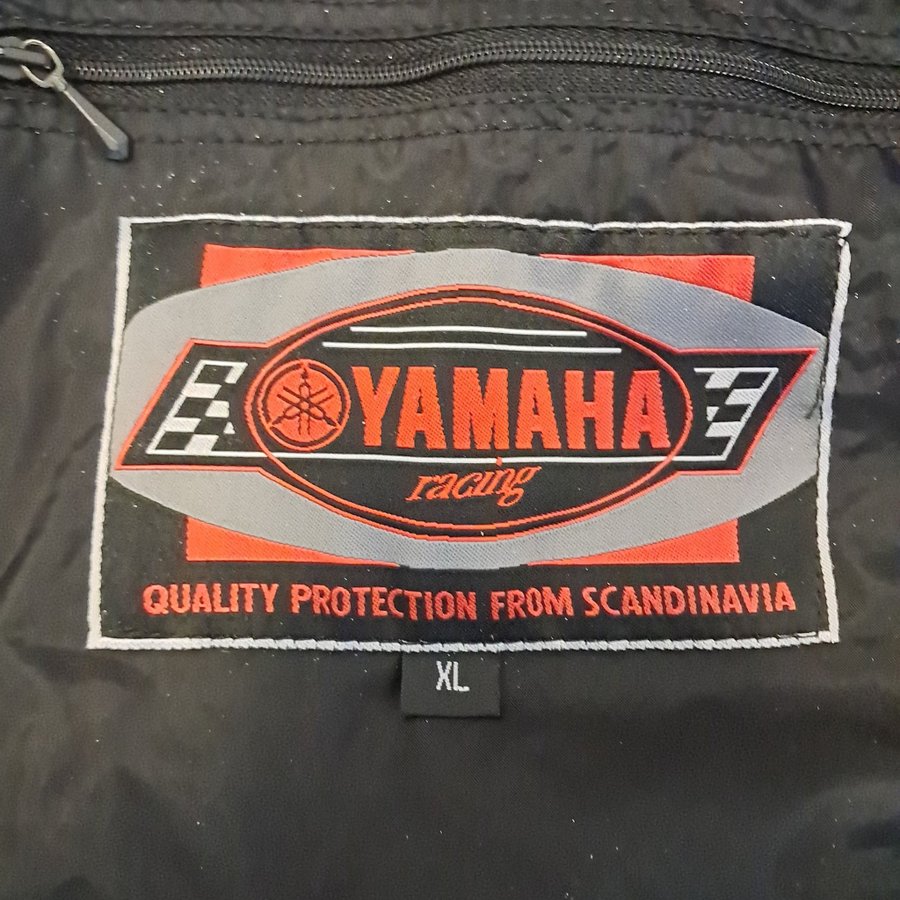 YAMAHA
racing
QUALITY PROTECTION FROM SCANDINAVIA
XL